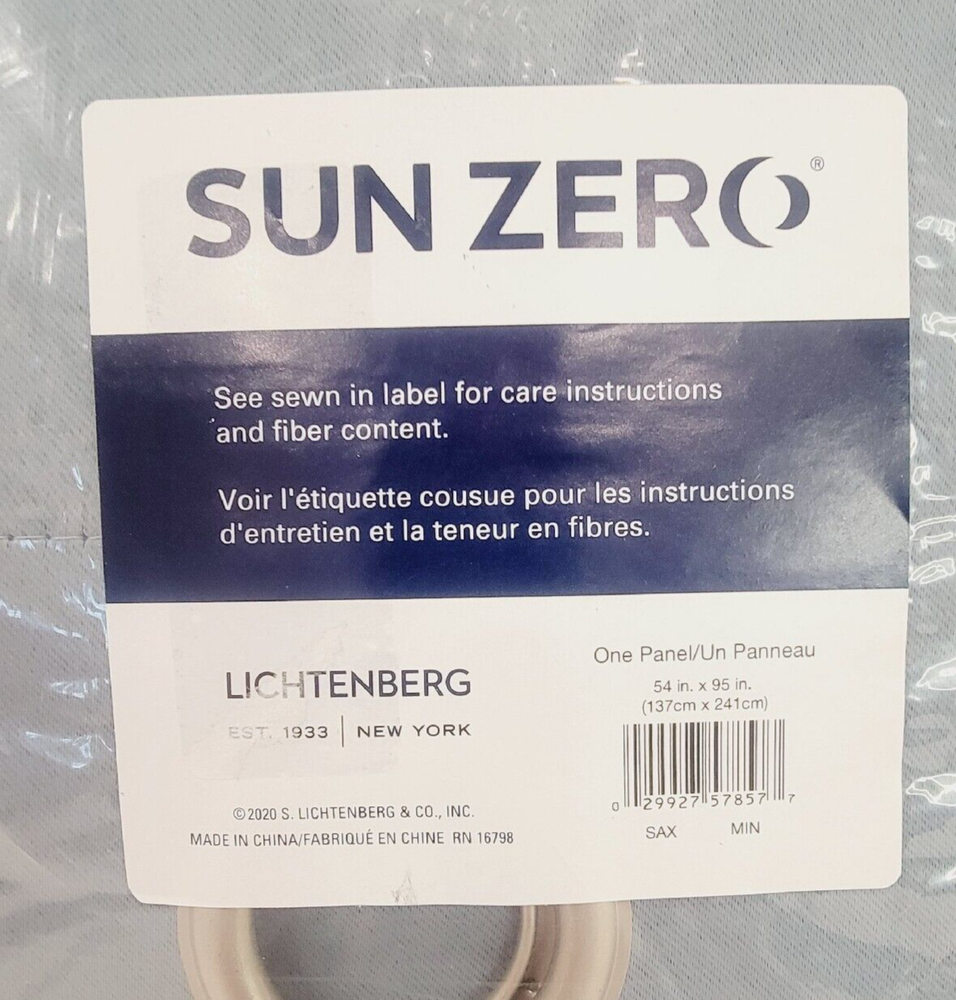 SUN ZERO®
See sewn in label for care instructions
and fiber content.
Voir l'étiquette cousue pour les instructions
d'entretien et la teneur en fibres.
LICHTENBERG
EST. 1933 | NEW YORK
©2020 S. LICHTENBERG & CO., INC.
MADE IN CHINA/FABRIQUÉ EN CHINE RN 16798
One Panel/Un Panneau
54 in. x 95 in.
(137cm x 241cm)
0 29927 57857 7
SAX MIN